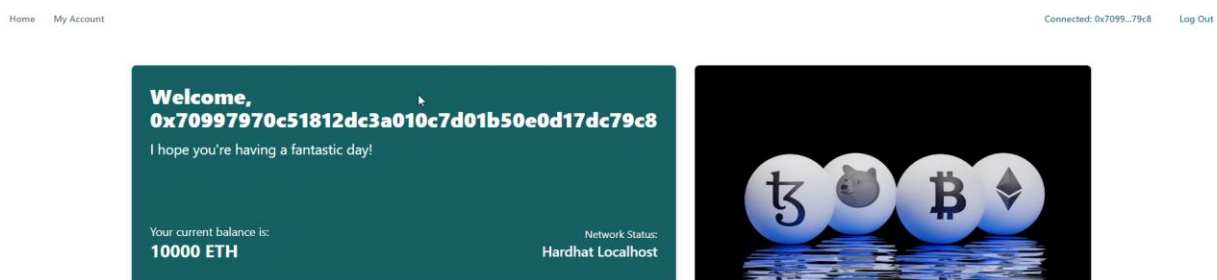 Home
My Account
Connected: 0x7099...79c8
Log Out
Welcome,
0x70997970c51812dc3a010c7d01b50e0d17dc79c8
I hope you're having a fantastic day!
Your current balance is:
10000 ETH
Network Status:
Hardhat Localhost